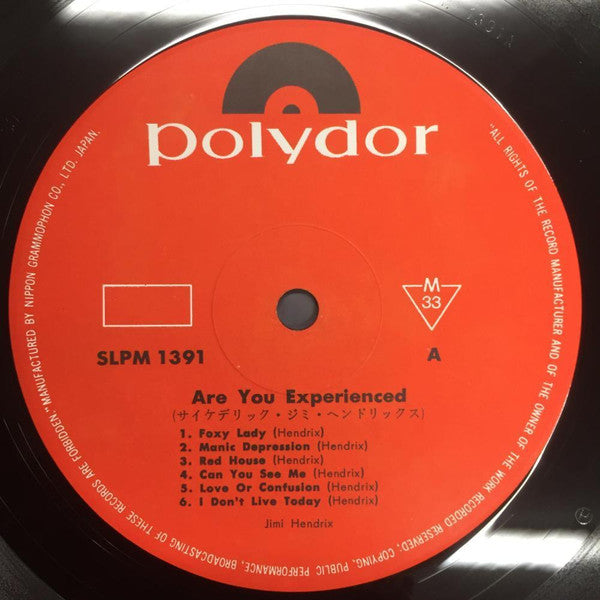 polydor
M
33
SLPM 1391
A
Are You Experienced
(サイケデリック・ジミ・ヘンドリックス)
1. Foxy Lady (Hendrix)
2. Manic Depression (Hendrix)
3. Red House (Hendrix)
4. Can You See Me (Hendrix)
5. Love Or Confusion (Hendrix)
6. I Don't Live Today (Hendrix)
Jimi Hendrix
"ALL RIGHTS OF THE RECORD MANUFACTURER AND OF THE OWNER OF THE WORK RECORDED RESERVED; COPYING, PUBLIC PERFORMANCE, BROADCASTING OF THESE RECORDS ARE FORBIDDEN" MANUFACTURED BY NIPPON GRAMMOPHON CO., LTD. JAPAN.